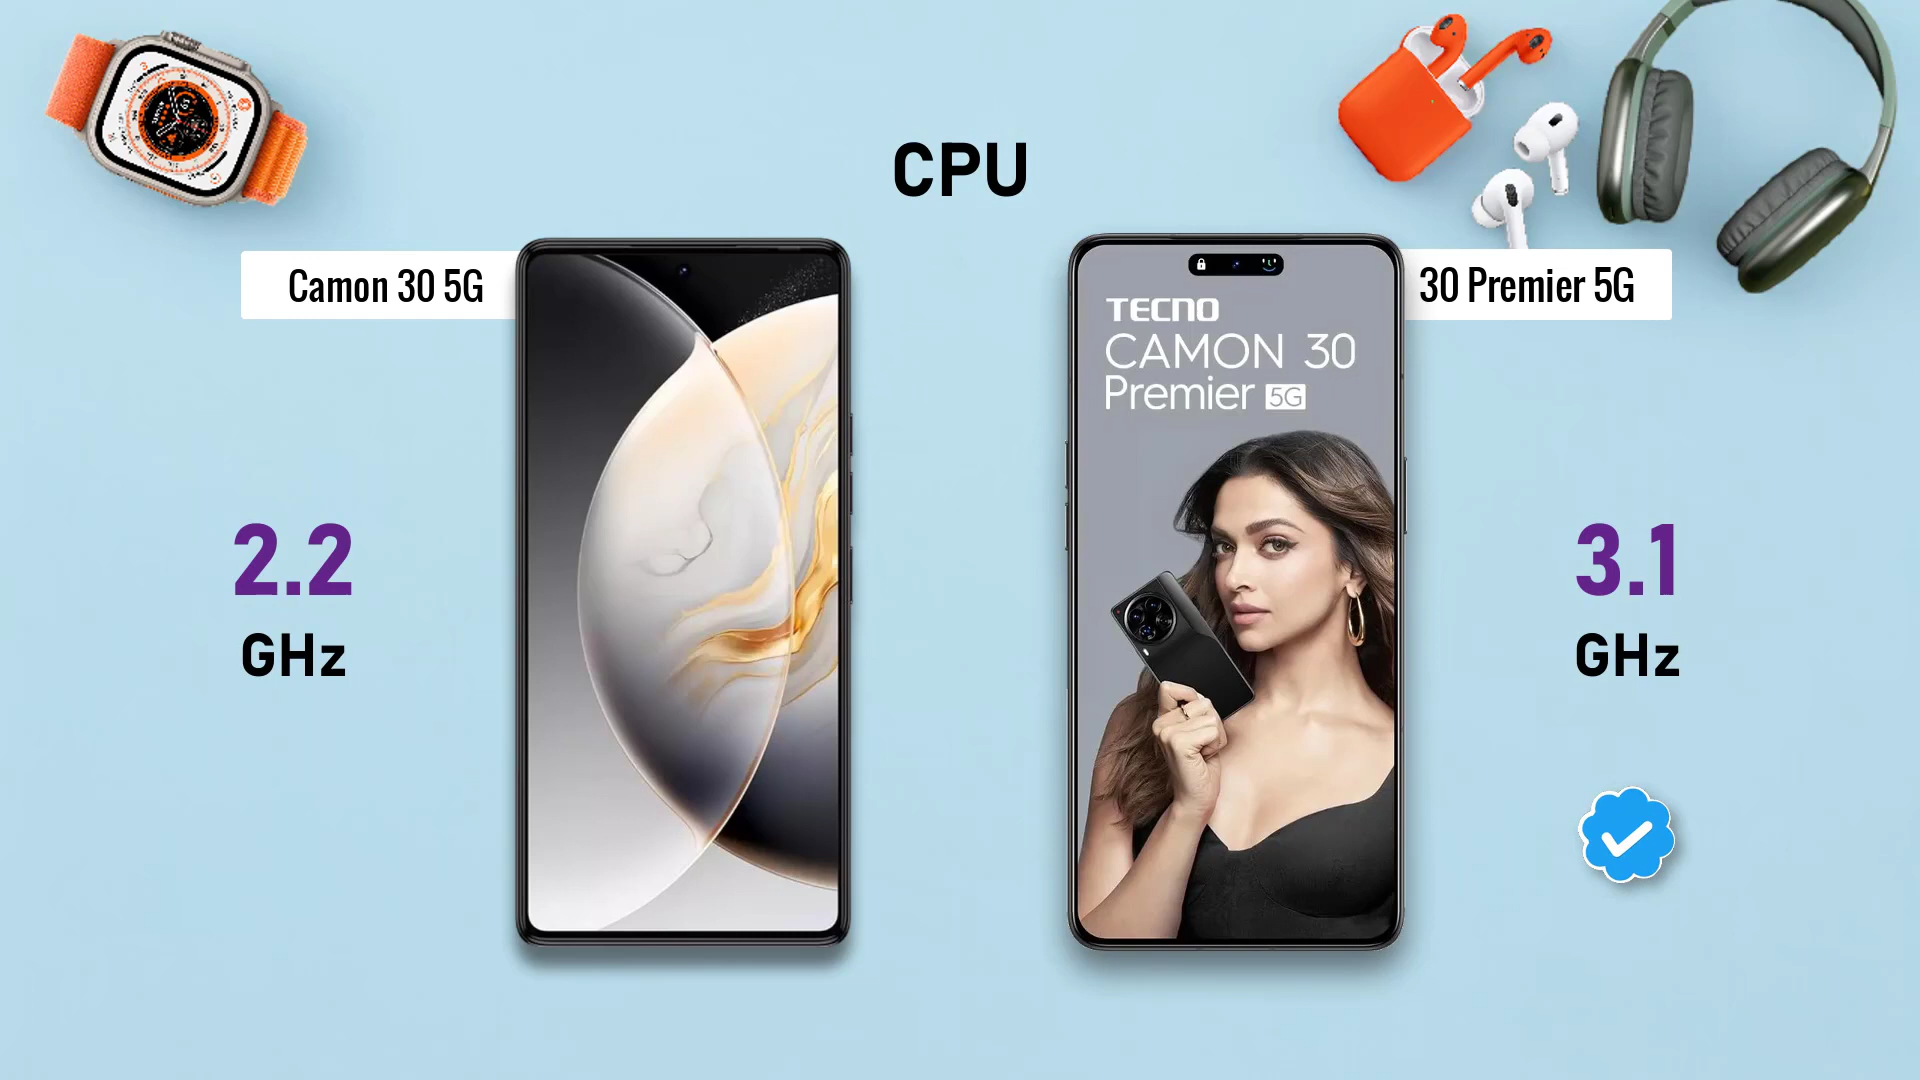 CPU
Camon 30 5G
30 Premier 5G
TECNO
CAMON 30
Premier 5G
2.2
GHz
3.1
GHz